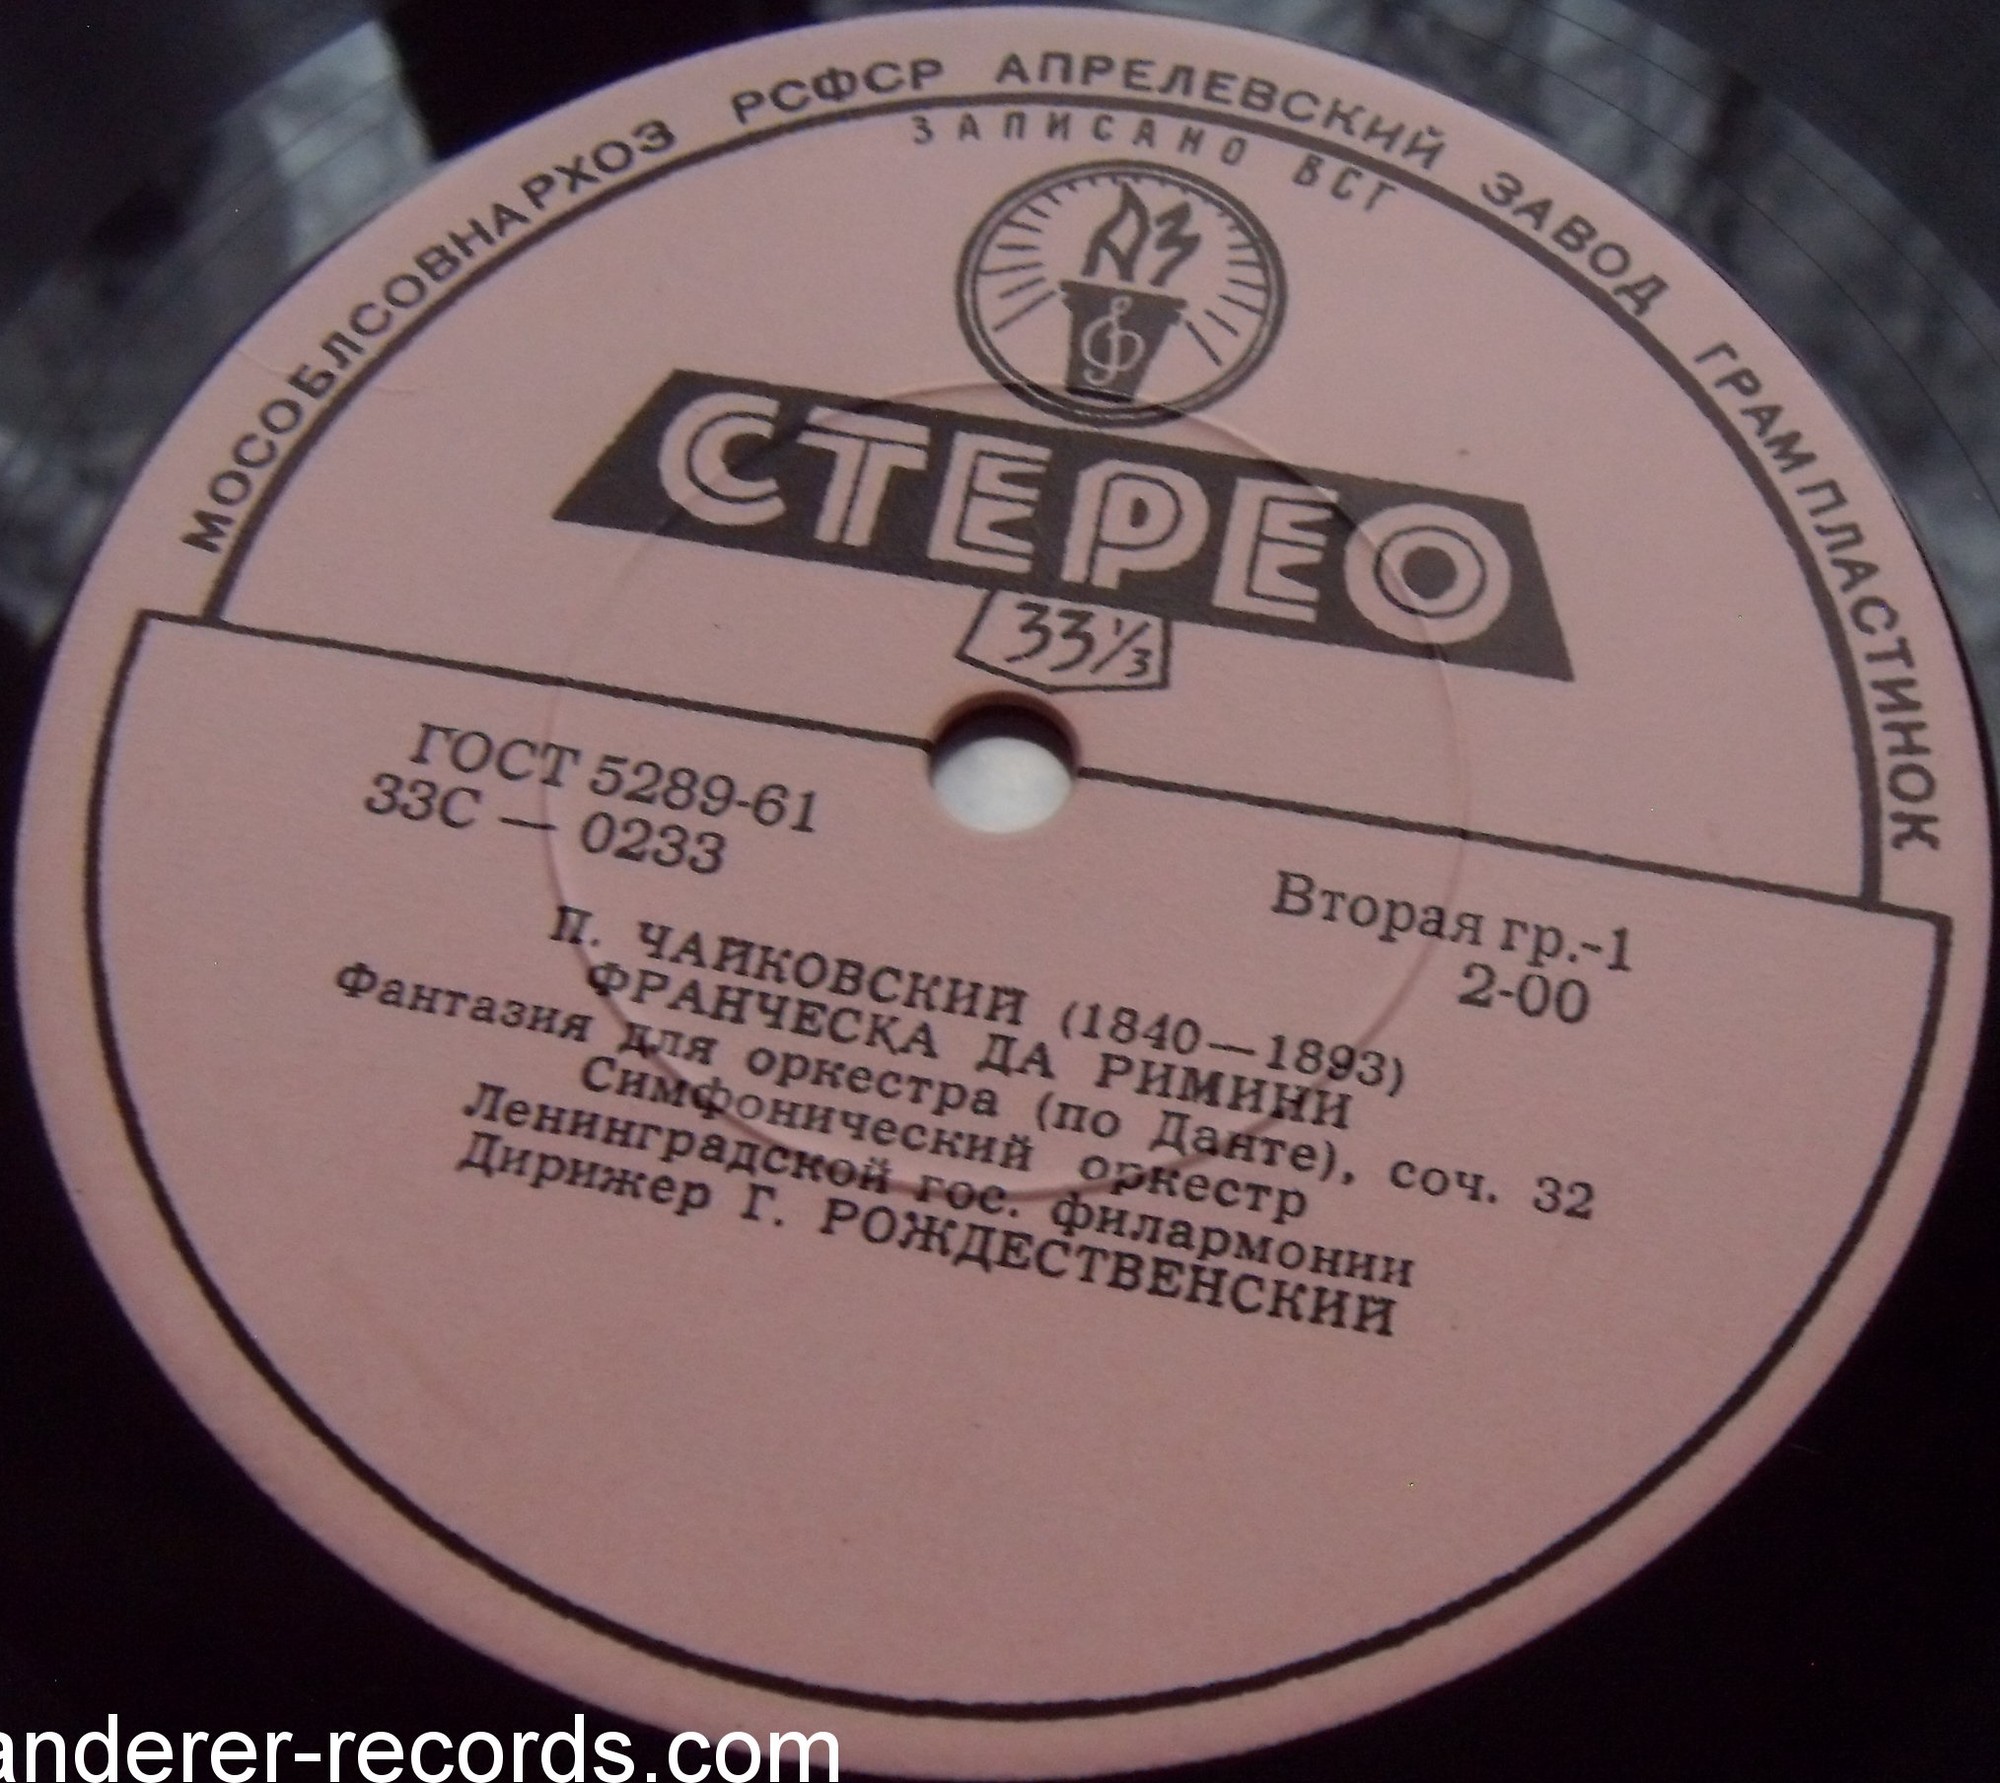 МОСОБЛСОВНАРХОЗ РСФСР АПРЕЛЕВСКИЙ ЗАВОД ГРАМПЛАСТИНОК
ЗАПИСАНО ВСГ
АЗ
СТЕРЕО
33⅓
ГОСТ 5289-61
33С — 0233
Вторая гр.-1
2-00
П. ЧАЙКОВСКИЙ (1840—1893)
ФРАНЧЕСКА ДА РИМИНИ
Фантазия для оркестра (по Данте), соч. 32
Симфонический оркестр
Ленинградской гос. филармонии
Дирижер Г. РОЖДЕСТВЕНСКИЙ
anderer-records.com